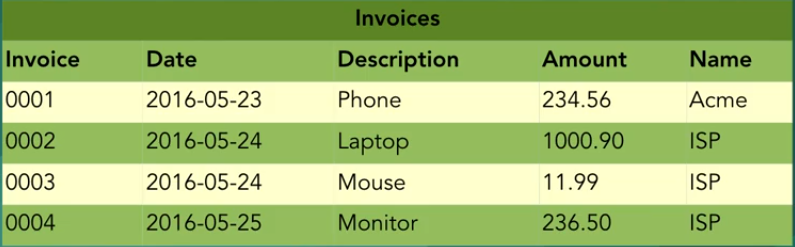 Invoices
Invoice Date Description Amount Name
0001 2016-05-23 Phone 234.56 Acme
0002 2016-05-24 Laptop 1000.90 ISP
0003 2016-05-24 Mouse 11.99 ISP
0004 2016-05-25 Monitor 236.50 ISP